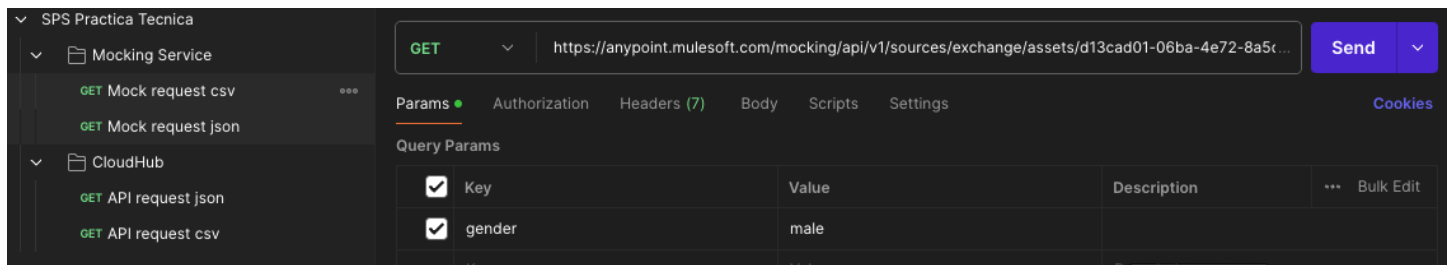 SPS Practica Tecnica
Mocking Service
GET Mock request csv
GET Mock request json
CloudHub
GET API request json
GET API request csv
GET https://anypoint.mulesoft.com/mocking/api/v1/sources/exchange/assets/d13cad01-06ba-4e72-8a5c... Send
Params Authorization Headers (7) Body Scripts Settings Cookies
Query Params
Key Value Description ... Bulk Edit
gender male